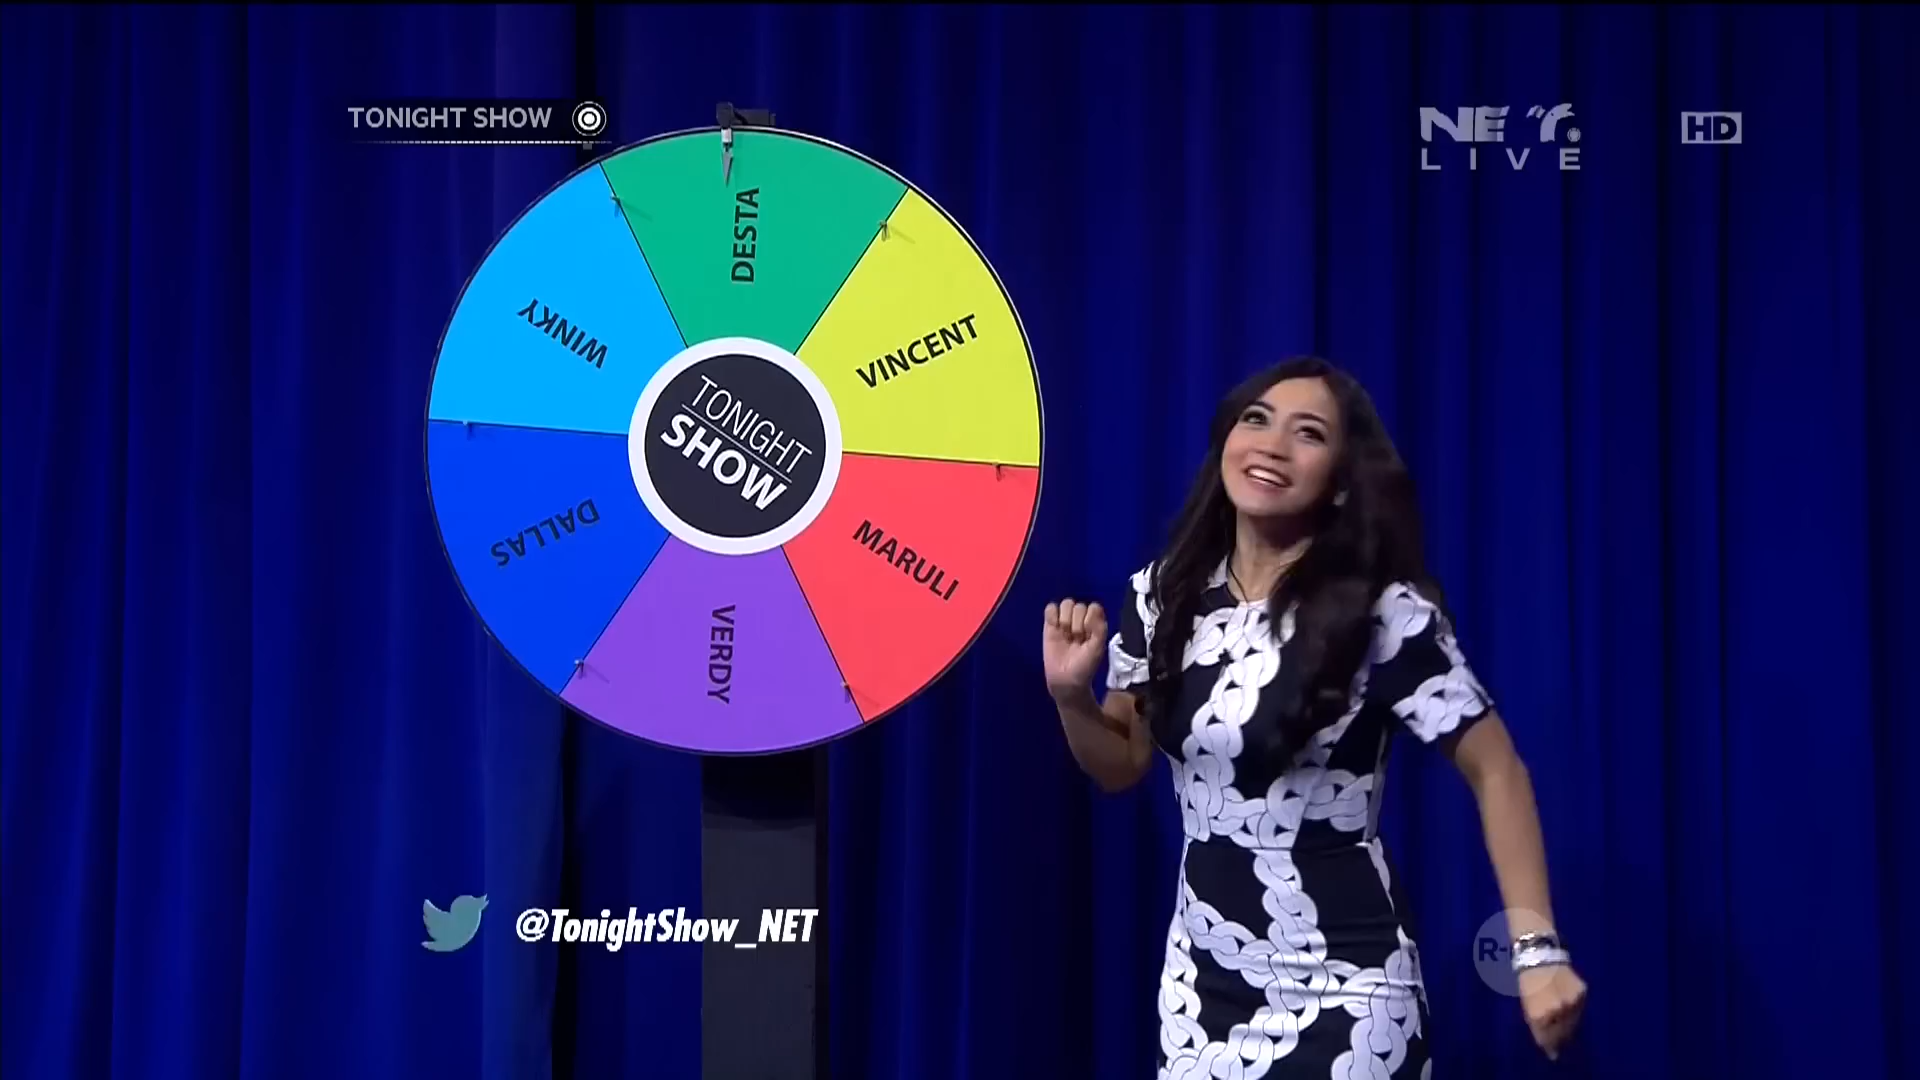 TONIGHT SHOW
NET.
LIVE
HD
DESTA
VINCENT
WINKY
TONIGHT
SHOW
MARULI
DALLAS
VERDY
@TonightShow_NET